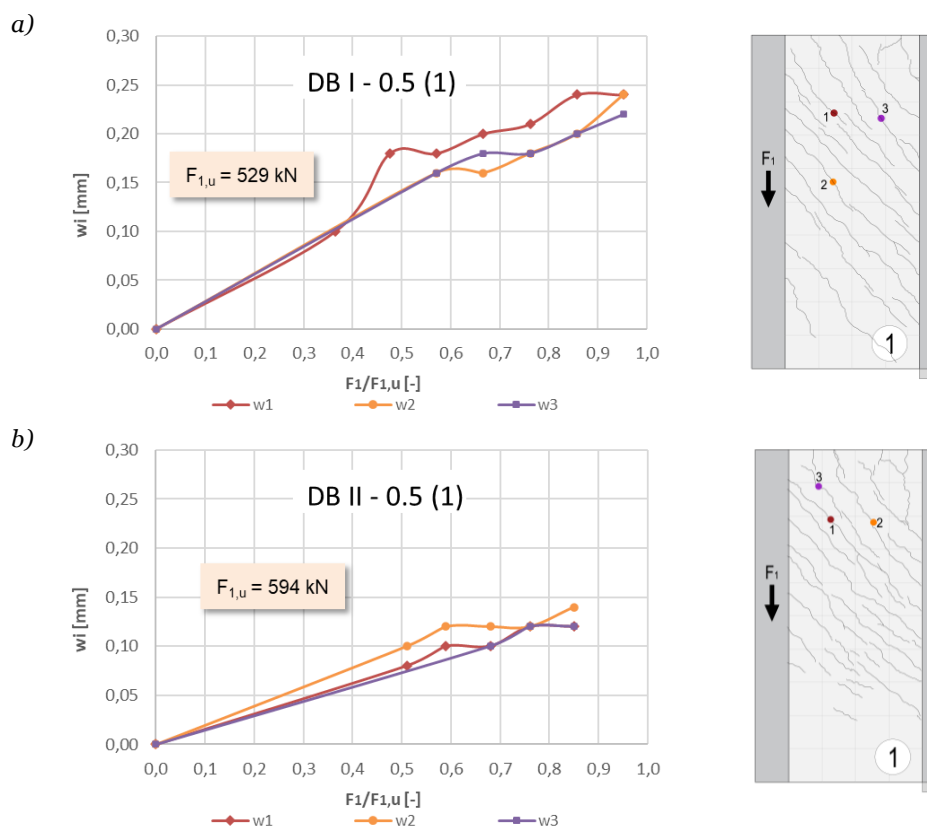 a)
0,30
0,25
0,20
0,15
0,10
0,05
0,00
wi [mm]
DB I - 0.5 (1)
F1,u = 529 kN
0,0 0,1 0,2 0,3 0,4 0,5 0,6 0,7 0,8 0,9 1,0
F1/F1,u [-]
w1 w2 w3
F1
1
3
2
1
b)
0,30
0,25
0,20
0,15
0,10
0,05
0,00
wi [mm]
DB II - 0.5 (1)
F1,u = 594 kN
0,0 0,1 0,2 0,3 0,4 0,5 0,6 0,7 0,8 0,9 1,0
F1/F1,u [-]
w1 w2 w3
F1
3
1
2
1